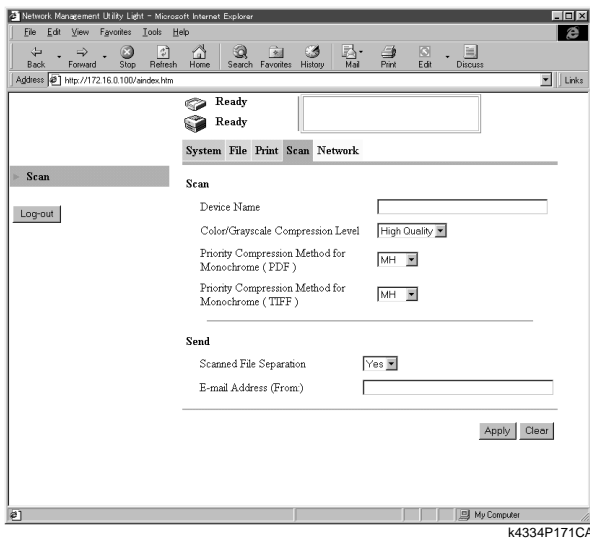 Network Management Utility Light - Microsoft Internet Explorer
File Edit View Favorites Tools Help
Back Forward Stop Refresh Home Search Favorites History Mail Print Edit Discuss
Address http://172.16.0.100/aindex.htm Links
Ready
Ready
System File Print Scan Network
Scan
Log-out
Scan
Device Name
Color/Grayscale Compression Level High Quality
Priority Compression Method for
Monochrome ( PDF ) MH
Priority Compression Method for
Monochrome ( TIFF ) MH
Send
Scanned File Separation Yes
E-mail Address (From:)
Apply Clear
My Computer
k4334P171CA